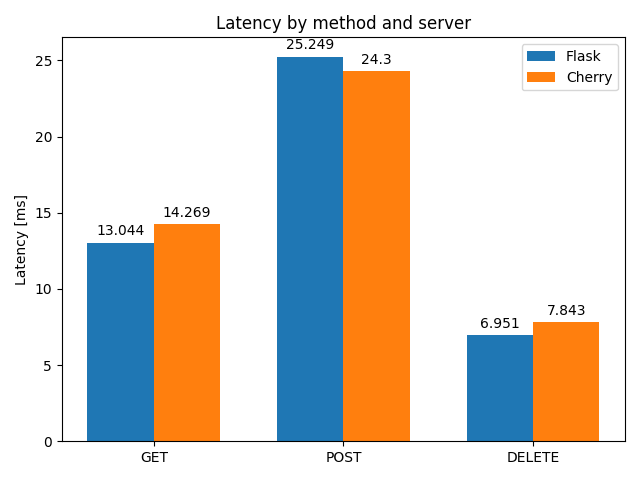 Latency by method and server
25.249
24.3
14.269
13.044
7.843
6.951
Flask
Cherry
Latency [ms]
25
20
15
10
5
0
GET
POST
DELETE